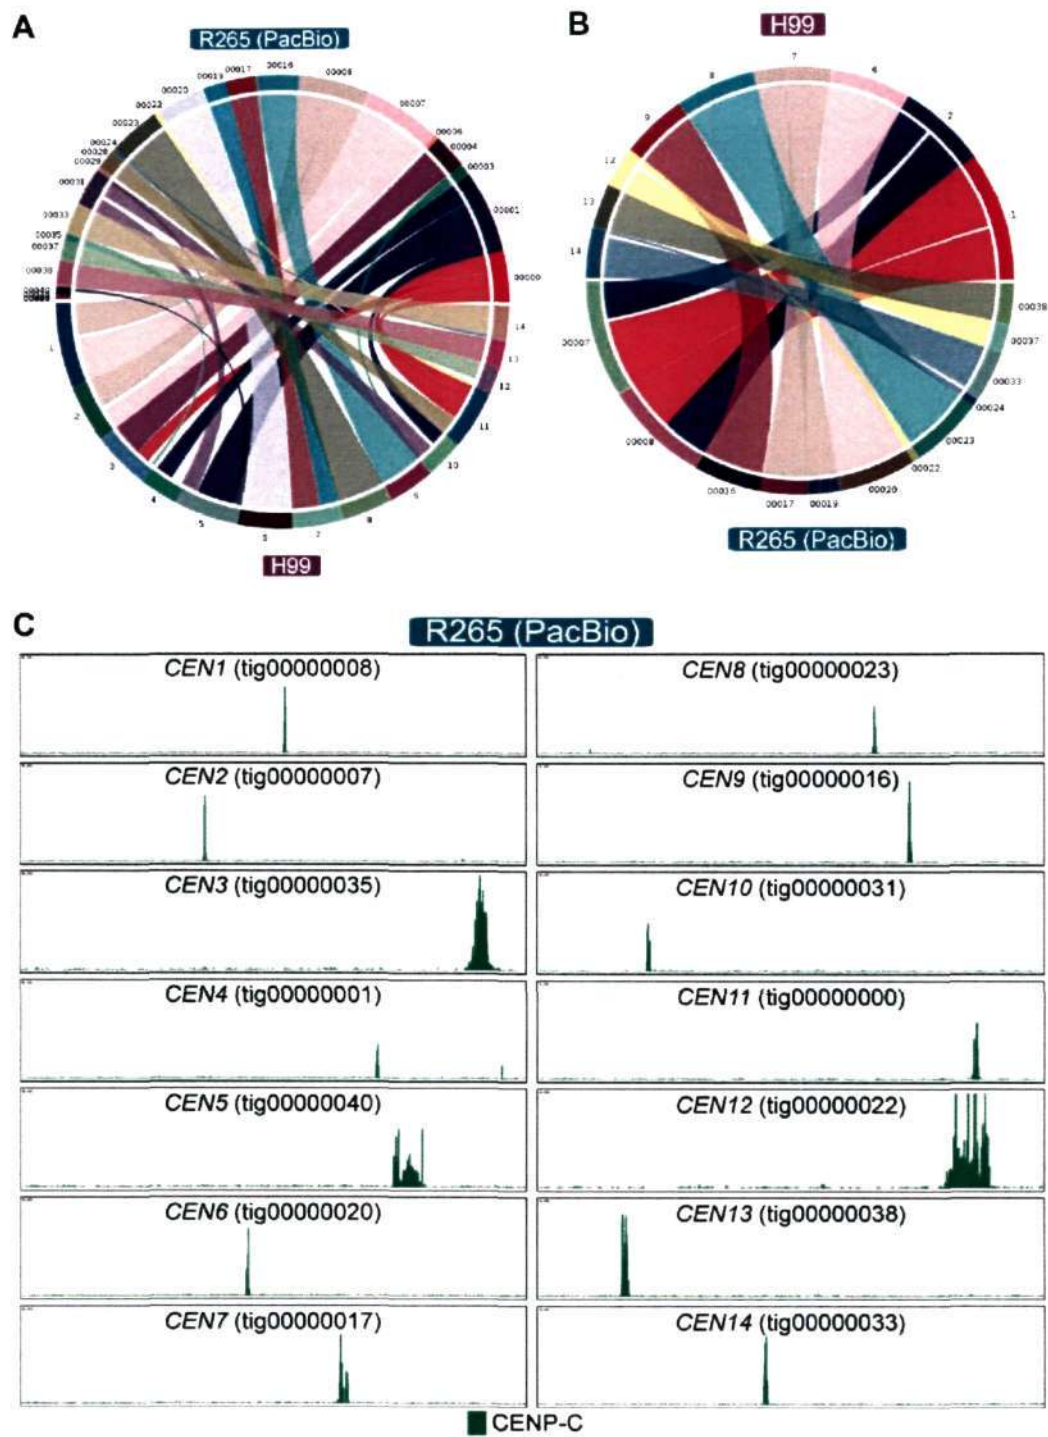 A
R265 (PacBio)
00019
00017
00016
00008
00007
00006
00004
00003
00001
00000
14
13
12
11
10
9
8
7
6
5
4
3
2
1
00038
00037
00035
00033
00031
00024
00023
00022
00020
H99
B
H99
7
8
6
9
2
12
1
13
14
00038
00037
00033
00024
00023
00022
00020
00019
00017
00016
00008
00007
R265 (PacBio)
C
R265 (PacBio)
CEN1 (tig00000008)
CEN8 (tig00000023)
CEN2 (tig00000007)
CEN9 (tig00000016)
CEN3 (tig00000035)
CEN10 (tig00000031)
CEN4 (tig00000001)
CEN11 (tig00000000)
CEN5 (tig00000040)
CEN12 (tig00000022)
CEN6 (tig00000020)
CEN13 (tig00000038)
CEN7 (tig00000017)
CEN14 (tig00000033)
CENP-C